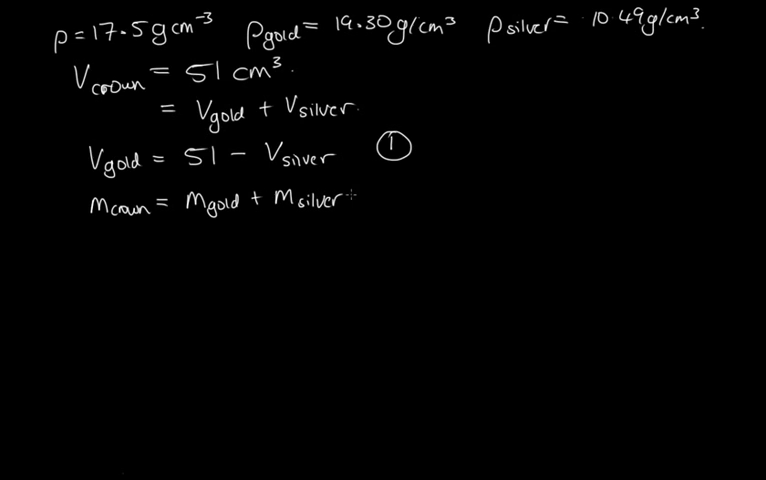 ρ = 17.5 g cm⁻³ ρgold = 19.30 g/cm³ ρsilver = 10.49 g/cm³.
Vcrown = 51 cm³.
= Vgold + Vsilver.
Vgold = 51 - Vsilver ①
mcrown = mgold + msilver